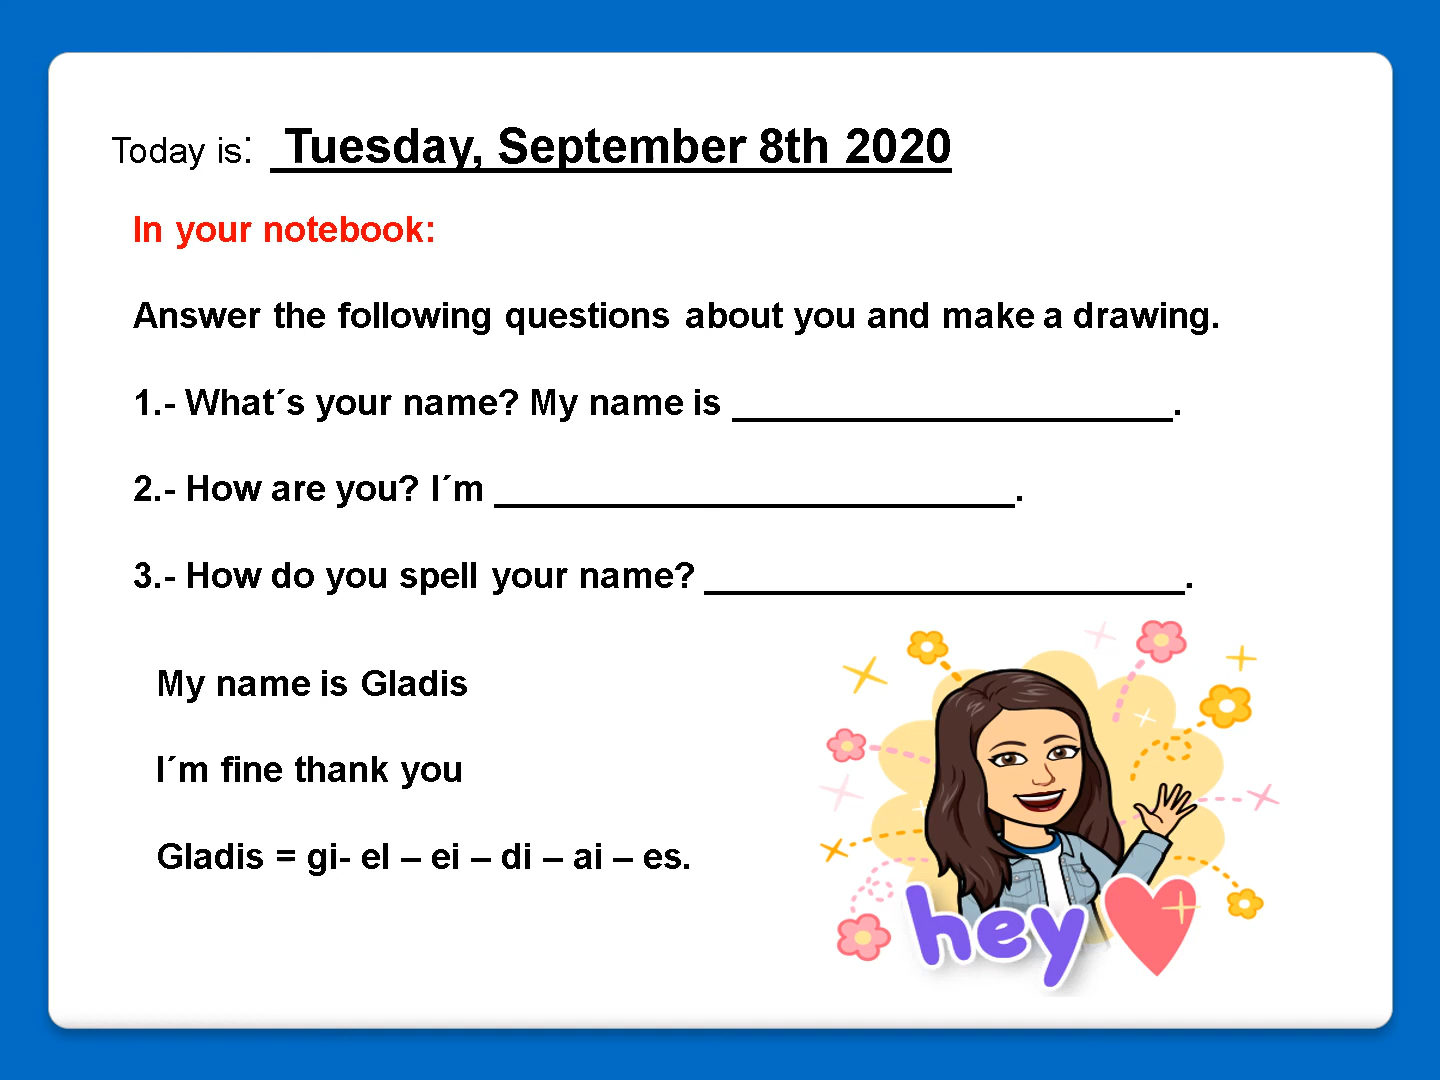 Today is: Tuesday, September 8th 2020
In your notebook:
Answer the following questions about you and make a drawing.
1.- What´s your name? My name is ______________________.
2.- How are you? I´m __________________________.
3.- How do you spell your name? ________________________.
My name is Gladis
I´m fine thank you
Gladis = gi- el – ei – di – ai – es.
hey